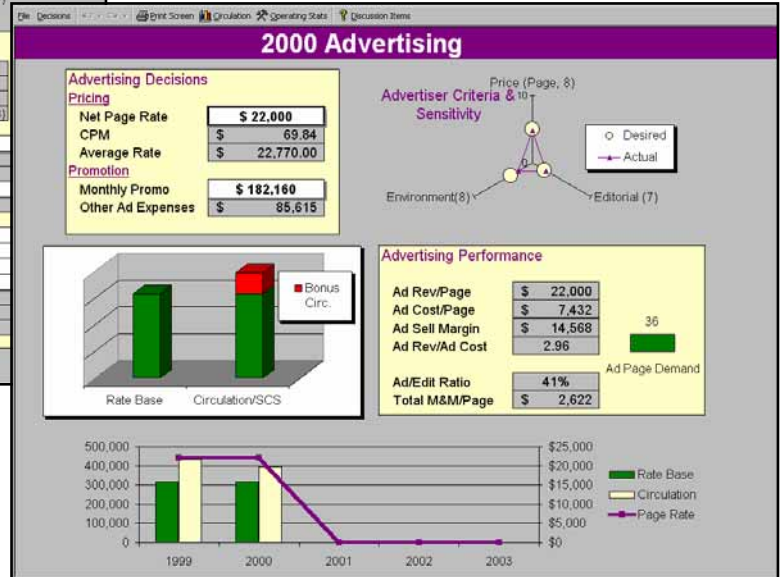 File Decisions
Print Screen Circulation Operating Stats Discussion Items
2000 Advertising
Advertising Decisions
Pricing
Net Page Rate $ 22,000
CPM $ 69.84
Average Rate $ 22,770.00
Promotion
Monthly Promo $ 182,160
Other Ad Expenses $ 85,615
Advertiser Criteria &
Sensitivity
Price (Page, 8)
10
0
Environment(8)
Editorial (7)
Desired
Actual
Bonus
Circ.
Rate Base Circulation/SCS
Advertising Performance
Ad Rev/Page $ 22,000
Ad Cost/Page $ 7,432
Ad Sell Margin $ 14,568
Ad Rev/Ad Cost 2.96
Ad/Edit Ratio 41%
Total M&M/Page $ 2,622
36
Ad Page Demand
500,000 $25,000
400,000 $20,000
300,000 $15,000
200,000 $10,000
100,000 $5,000
0 $0
1999 2000 2001 2002 2003
Rate Base
Circulation
Page Rate